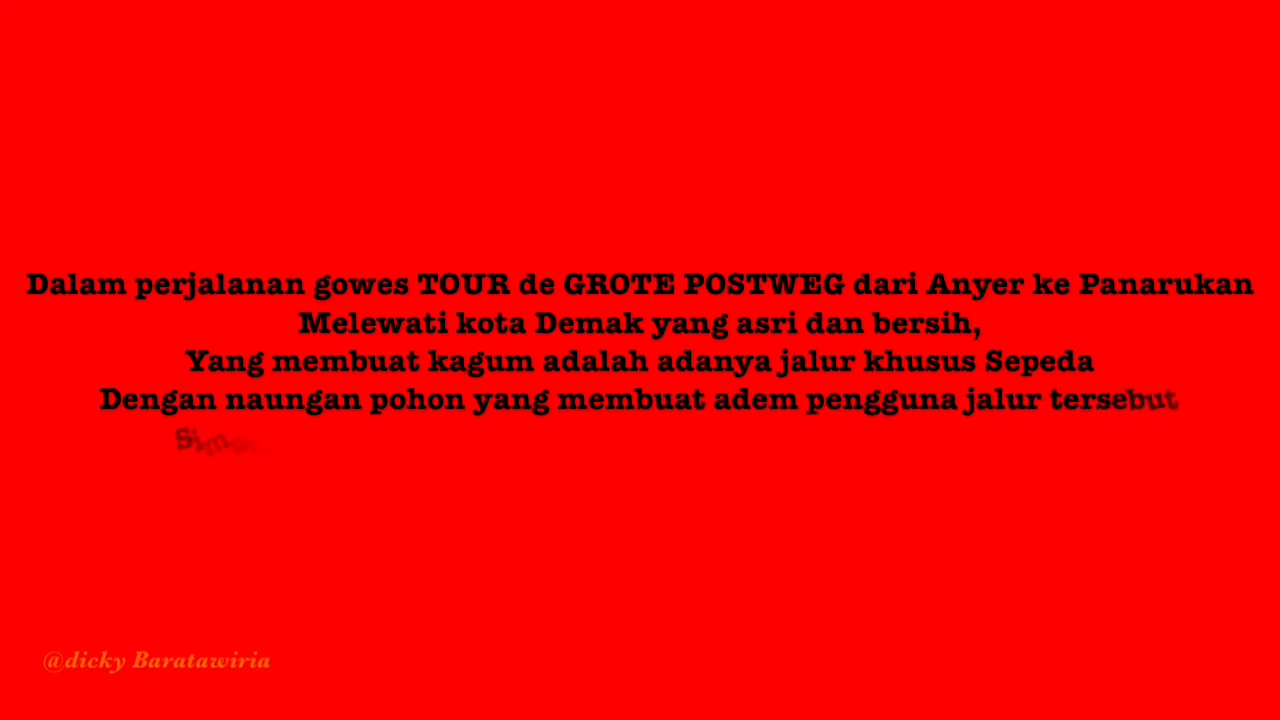 Dalam perjalanan gowes TOUR de GROTE POSTWEG dari Anyer ke Panarukan
Melewati kota Demak yang asri dan bersih,
Yang membuat kagum adalah adanya jalur khusus Sepeda
Dengan naungan pohon yang membuat adem pengguna jalur tersebut
@dicky Baratawiria